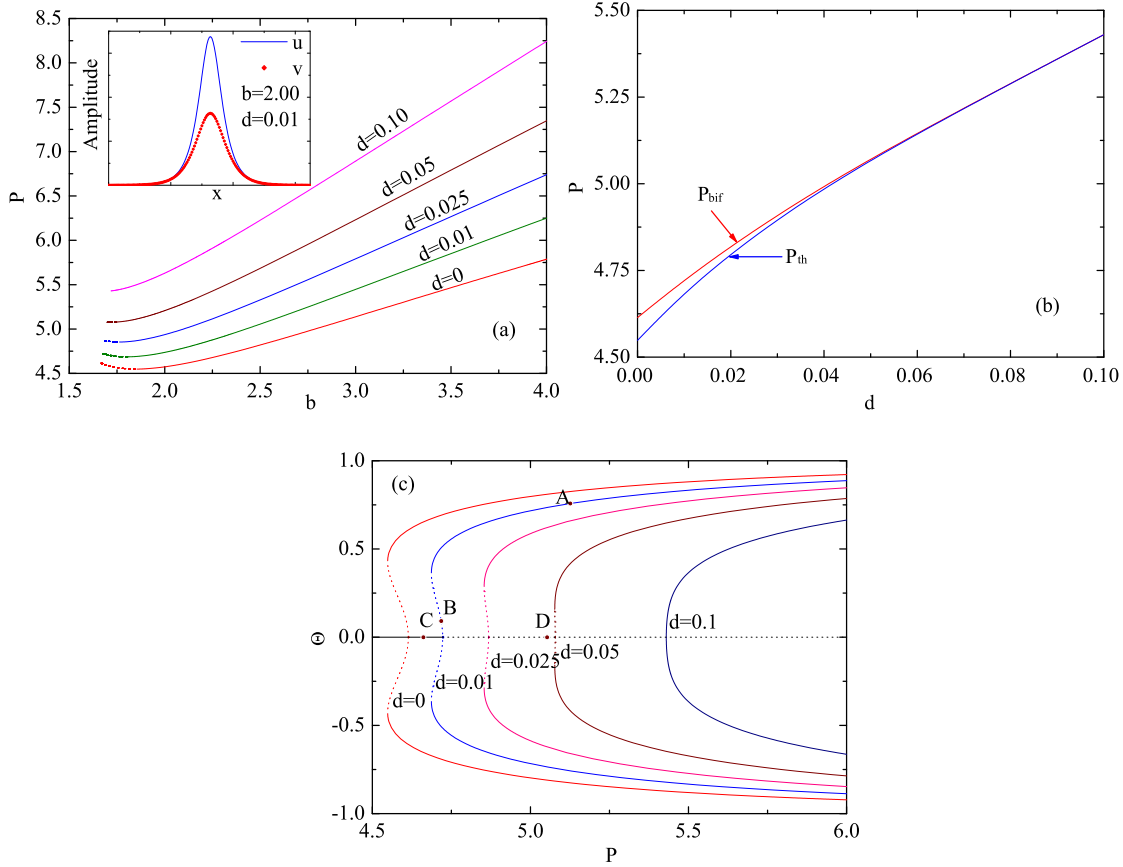 8.5
8.0
7.5
7.0
6.5
6.0
5.5
5.0
4.5
P
1.5
2.0
2.5
3.0
3.5
4.0
b
Amplitude
x
u
v
b=2.00
d=0.01
d=0.10
d=0.05
d=0.025
d=0.01
d=0
(a)
5.50
5.25
5.00
4.75
4.50
P
0.00
0.02
0.04
0.06
0.08
0.10
d
Pbif
Pth
(b)
1.0
0.5
0.0
-0.5
-1.0
Θ
4.5
5.0
5.5
6.0
P
(c)
A
B
C
D
d=0.1
d=0.05
d=0.025
d=0.01
d=0